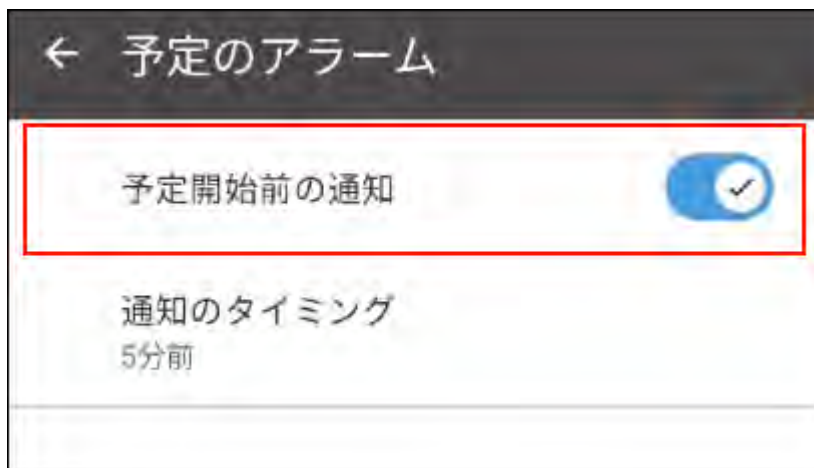 予定のアラーム
予定開始前の通知
通知のタイミング
5分前